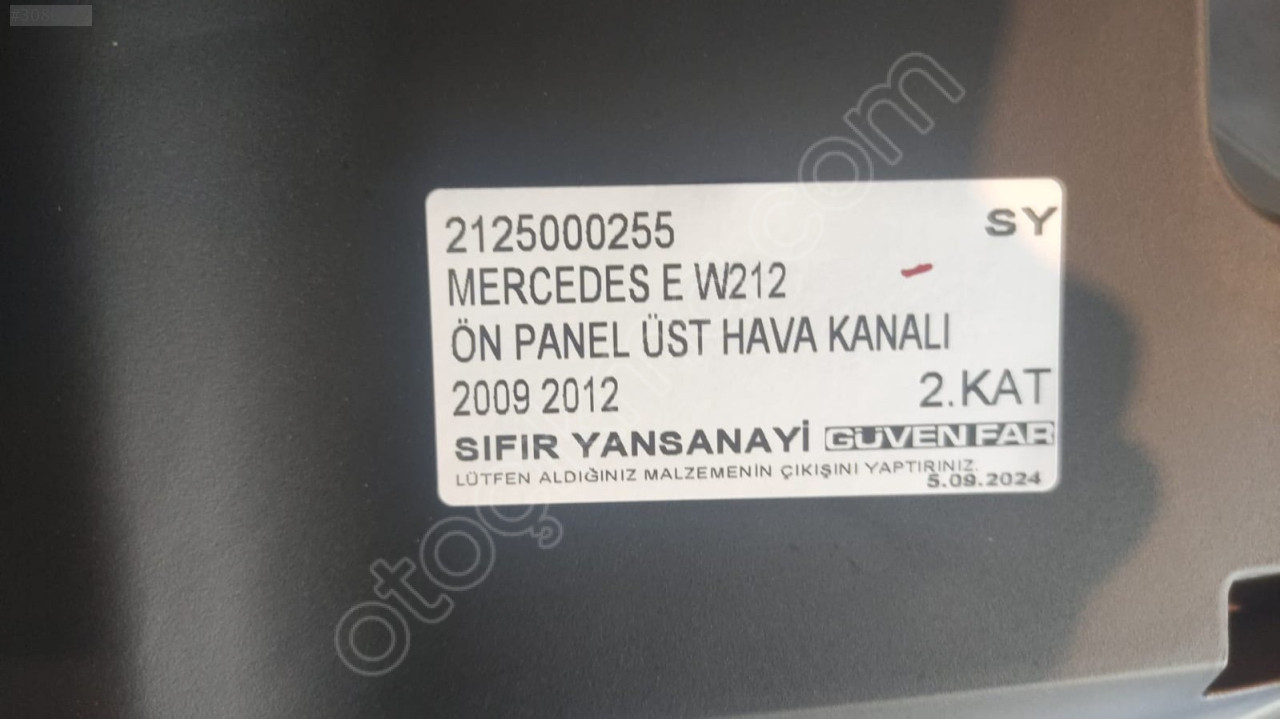 2125000255 SY
MERCEDES E W212
ÖN PANEL ÜST HAVA KANALI
2009 2012 2.KAT
SIFIR YANSANAYİ GÜVEN FAR
LÜTFEN ALDIĞINIZ MALZEMENİN ÇIKIŞINI YAPTIRINIZ.
5.09.2024